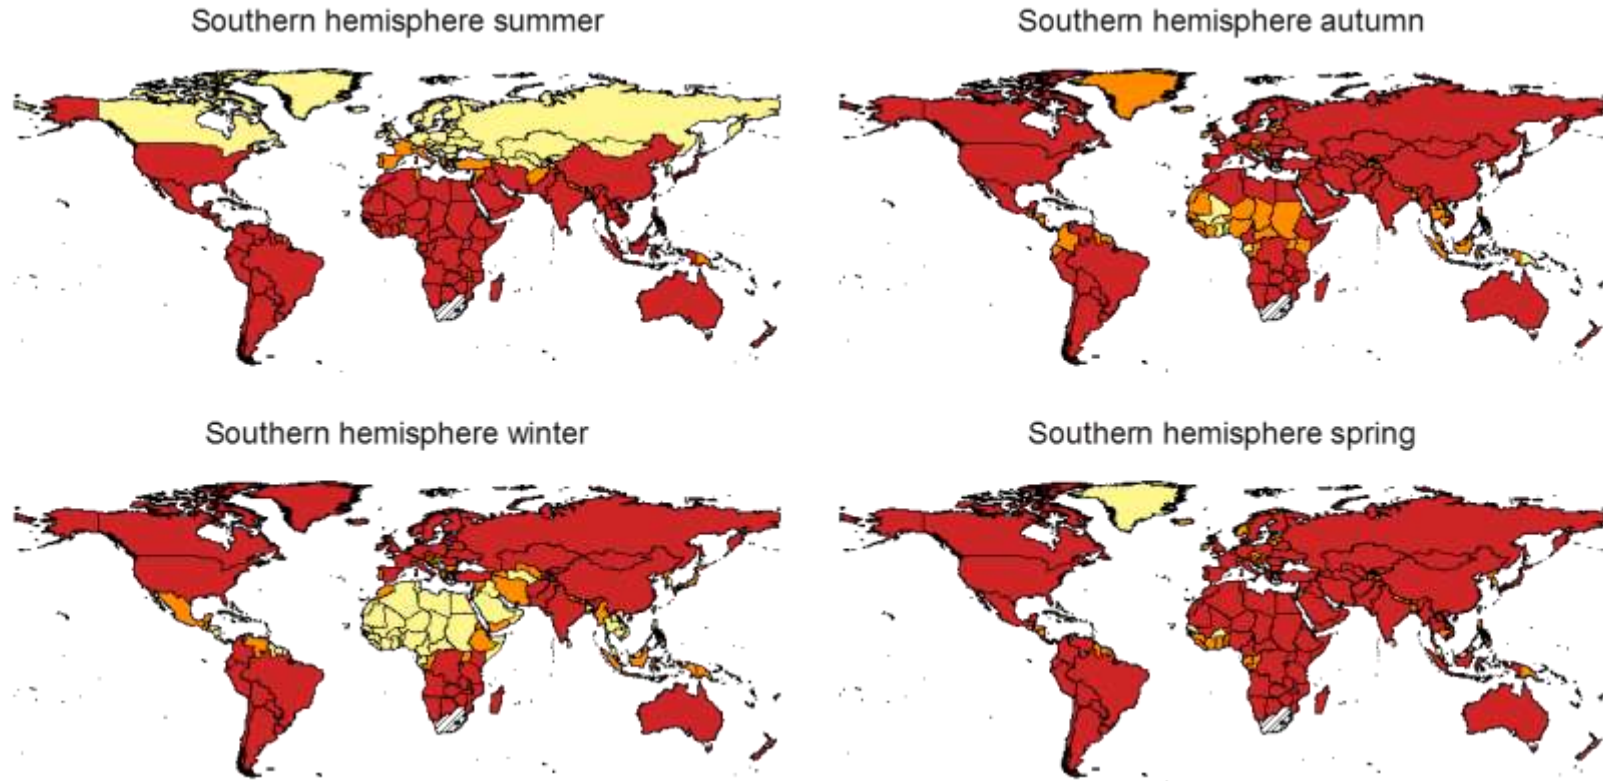 Southern hemisphere summer
Southern hemisphere autumn
Southern hemisphere winter
Southern hemisphere spring